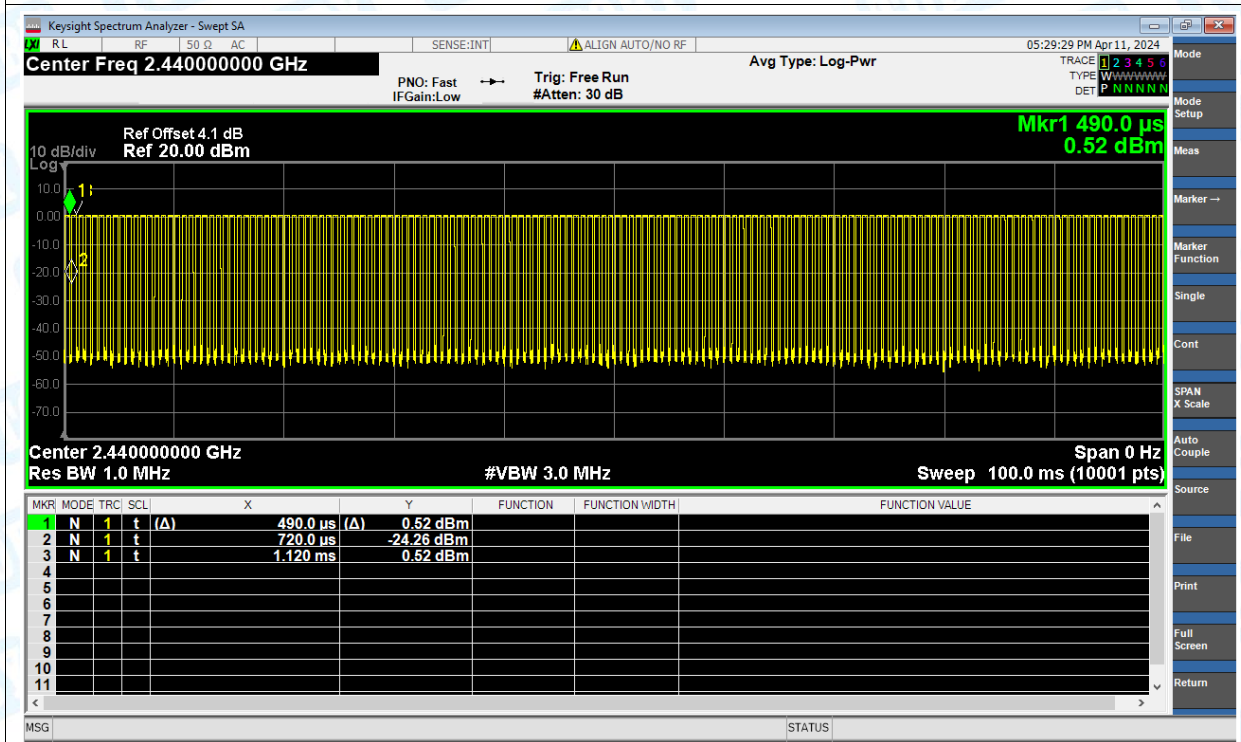 Keysight Spectrum Analyzer - Swept SA
LXI RL RF 50 Ω AC SENSE:INT ALIGN AUTO/NO RF 05:29:29 PM Apr 11, 2024
Center Freq 2.440000000 GHz
Avg Type: Log-Pwr
TRACE 1 2 3 4 5 6
TYPE WWWWWW
DET P N N N N N
PNO: Fast
IFGain:Low
Trig: Free Run
#Atten: 30 dB
Mkr1 490.0 µs
0.52 dBm
Ref Offset 4.1 dB
10 dB/div Ref 20.00 dBm
Log
10.0
0.00
-10.0
-20.0
-30.0
-40.0
-50.0
-60.0
-70.0
1
2
Center 2.440000000 GHz Span 0 Hz
Res BW 1.0 MHz #VBW 3.0 MHz Sweep 100.0 ms (10001 pts)
MKR MODE TRC SCL X Y FUNCTION FUNCTION WIDTH FUNCTION VALUE
1 N 1 t (Δ) 490.0 µs (Δ) 0.52 dBm
2 N 1 t 720.0 µs -24.26 dBm
3 N 1 t 1.120 ms 0.52 dBm
4
5
6
7
8
9
10
11
MSG STATUS
Mode
Mode Setup
Meas
Marker →
Marker Function
Single
Cont
SPAN X Scale
Auto Couple
Source
File
Print
Full Screen
Return